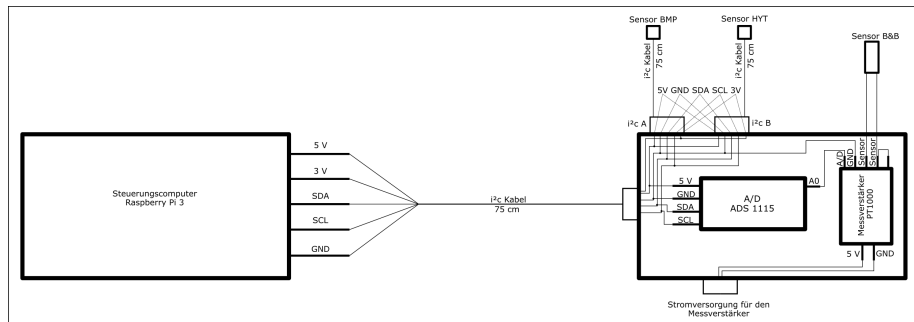 Sensor BMP
Sensor HYT
Sensor B&B
i²c Kabel
75 cm
i²c Kabel
75 cm
5V GND SDA SCL 3V
i²c A
i²c B
5 V
3 V
SDA
SCL
GND
Steuerungscomputer
Raspberry Pi 3
i²c Kabel
75 cm
5 V
GND
SDA
SCL
A/D
ADS 1115
A0
A/D
GND
Sensor
Sensor
Messverstärker
PT1000
5 V
GND
Stromversorgung für den
Messverstärker